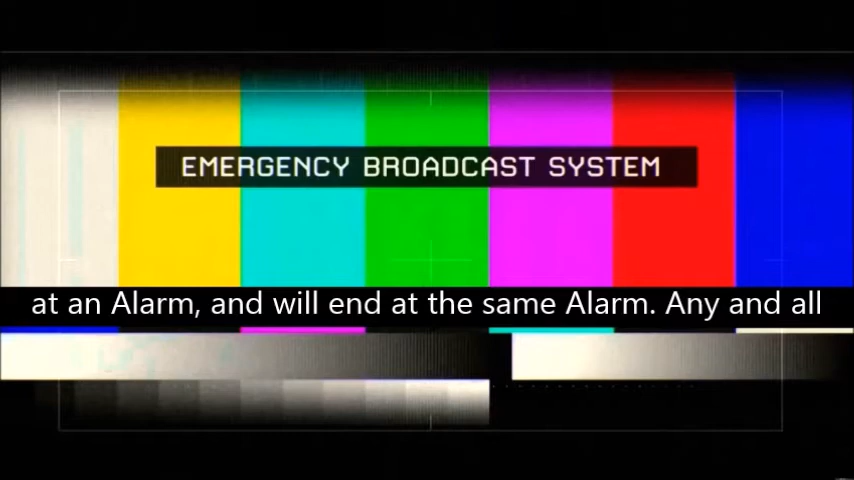 EMERGENCY BROADCAST SYSTEM
at an Alarm, and will end at the same Alarm. Any and all